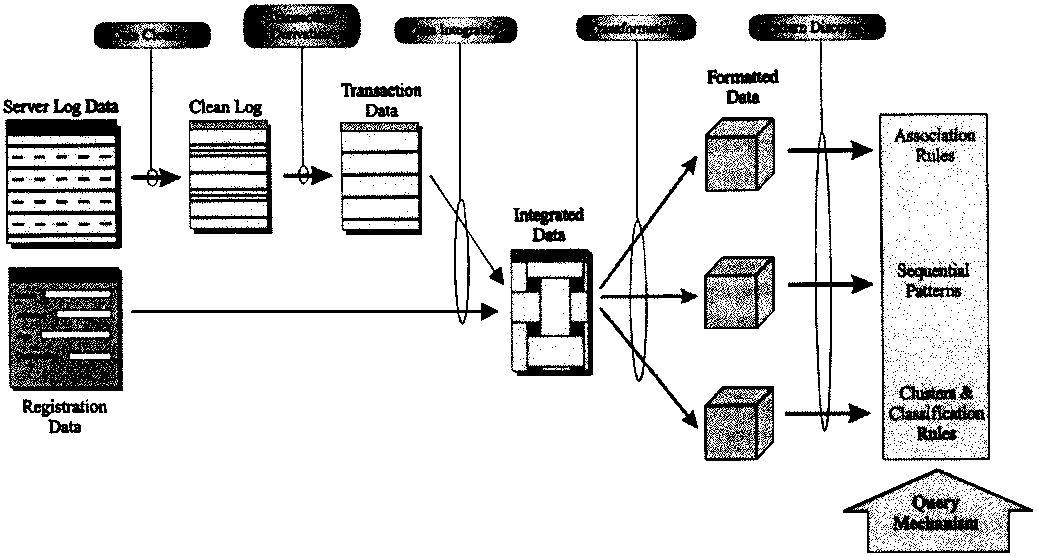 Data Cleaning
Data Integration
Transformation
Pattern Discovery
Server Log Data
Clean Log
Transaction
Data
Formatted
Data
Association
Rules
Integrated
Data
Sequential
Patterns
Registration
Data
Clusters &
Classification
Rules
Query
Mechanism